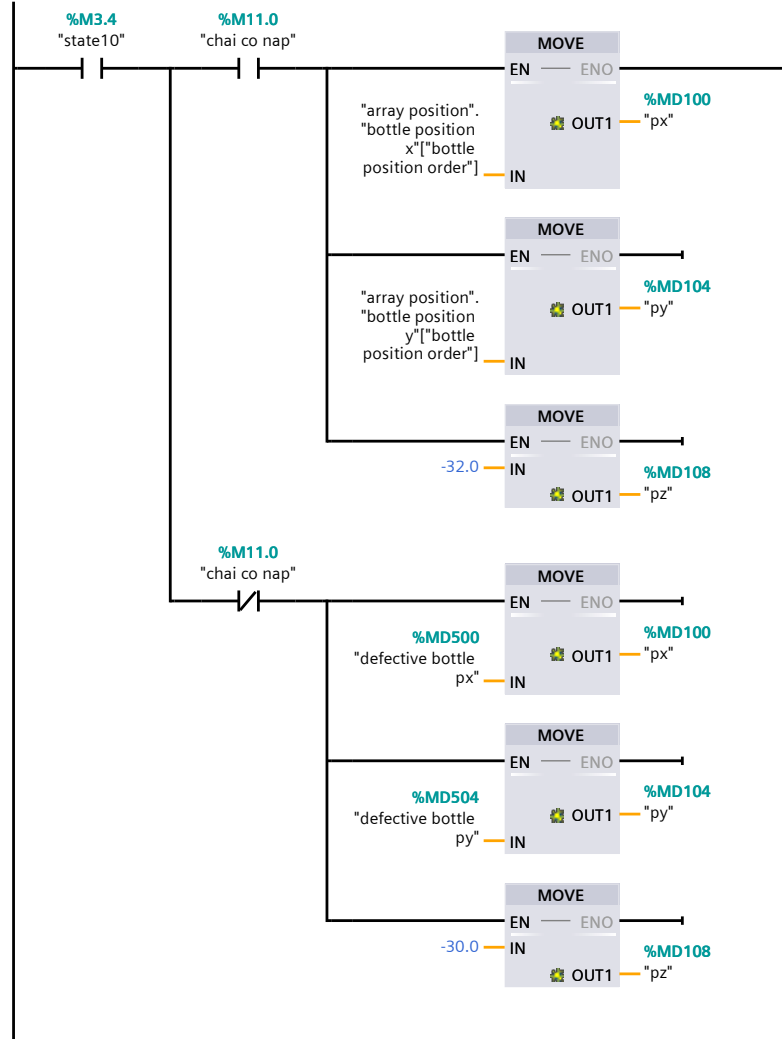 %M3.4
"state10"
%M11.0
"chai co nap"
MOVE
EN
ENO
%MD100
"px"
OUT1
"array position".
"bottle position
x"["bottle
position order"]
IN
MOVE
EN
ENO
%MD104
"py"
OUT1
"array position".
"bottle position
y"["bottle
position order"]
IN
MOVE
EN
ENO
-32.0
IN
%MD108
"pz"
OUT1
%M11.0
"chai co nap"
MOVE
EN
ENO
%MD100
"px"
OUT1
%MD500
"defective bottle
px"
IN
MOVE
EN
ENO
%MD104
"py"
OUT1
%MD504
"defective bottle
py"
IN
MOVE
EN
ENO
-30.0
IN
%MD108
"pz"
OUT1